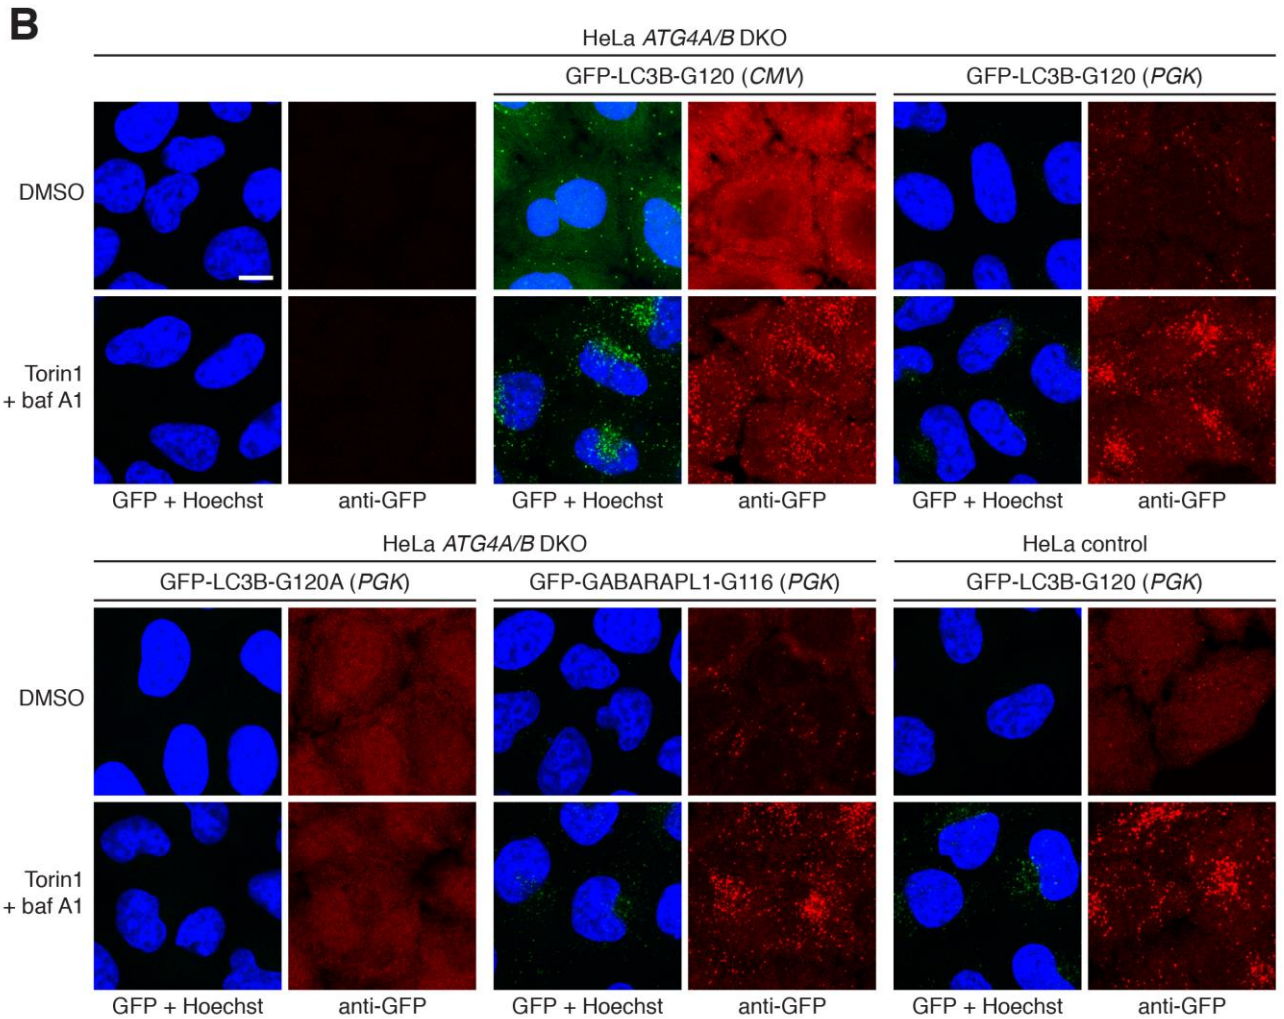 B
HeLa ATG4A/B DKO
GFP-LC3B-G120 (CMV)
GFP-LC3B-G120 (PGK)
DMSO
Torin1
+ baf A1
GFP + Hoechst
anti-GFP
GFP + Hoechst
anti-GFP
GFP + Hoechst
anti-GFP
HeLa ATG4A/B DKO
HeLa control
GFP-LC3B-G120A (PGK)
GFP-GABARAPL1-G116 (PGK)
GFP-LC3B-G120 (PGK)
DMSO
Torin1
+ baf A1
GFP + Hoechst
anti-GFP
GFP + Hoechst
anti-GFP
GFP + Hoechst
anti-GFP